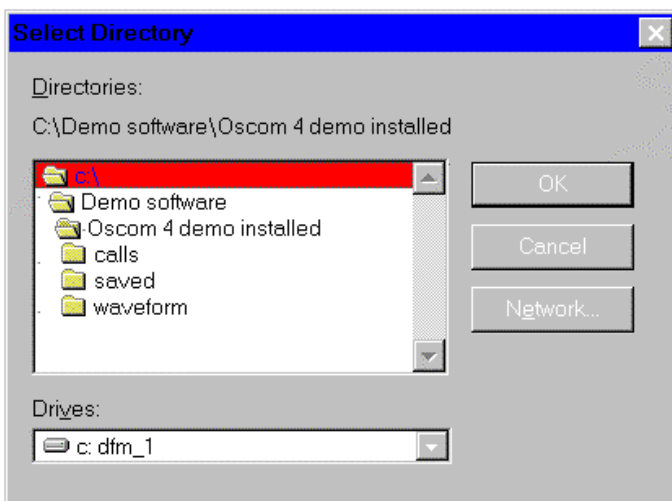 Select Directory
Directories:
C:\Demo software\Oscom 4 demo installed
c:\
Demo software
Oscom 4 demo installed
calls
saved
waveform
OK
Cancel
Network...
Drives:
c: dfm_1